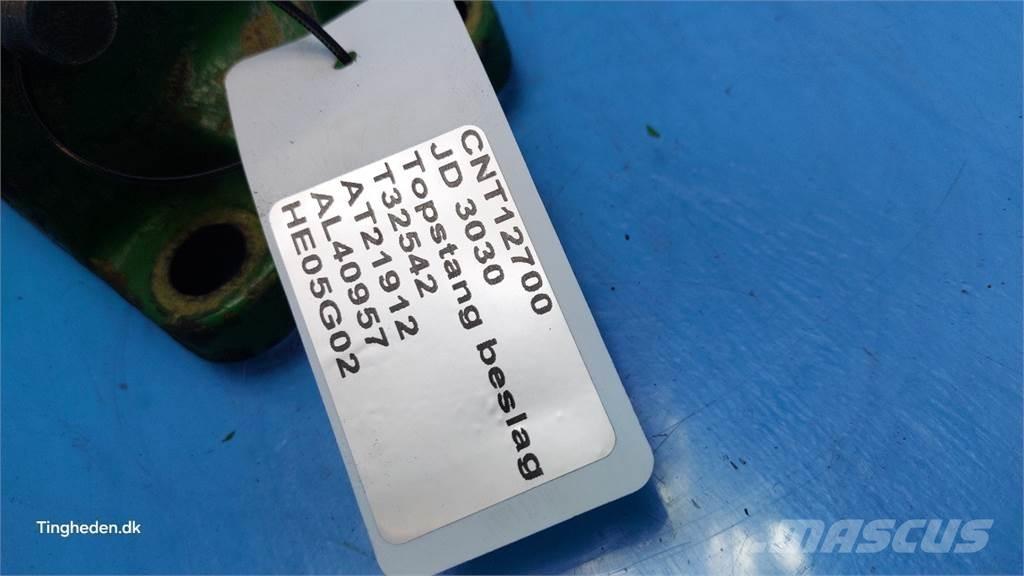 CNT12700
JD 3030
Topstang beslag
T32542
AT21912
AL40957
HE05G02
Tingheden.dk
MASCUS